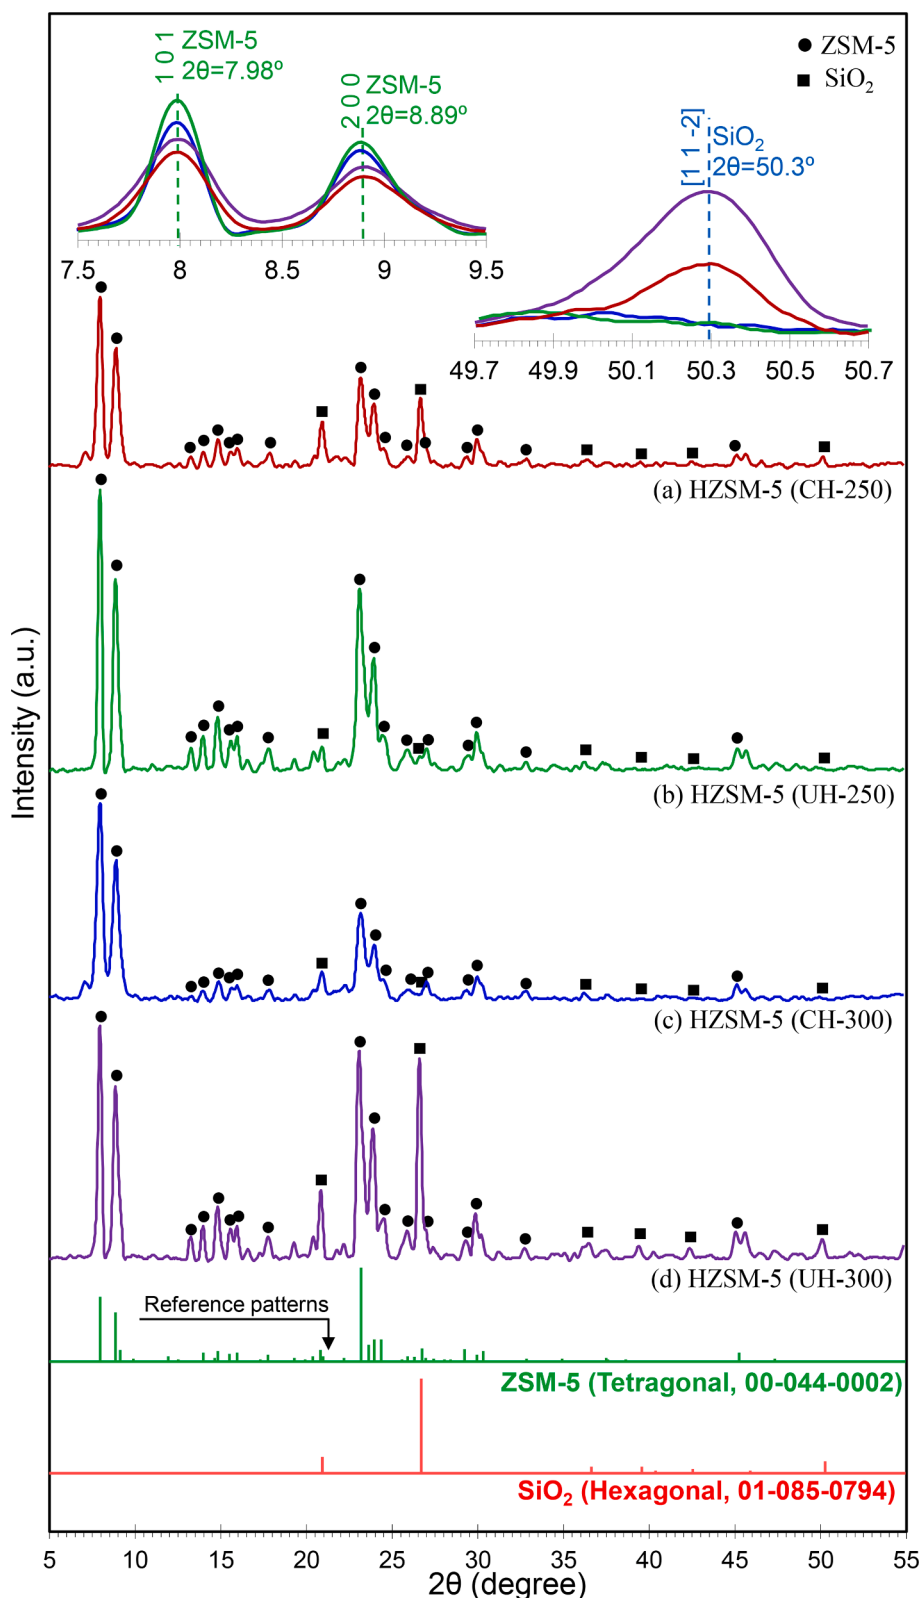 1 0 1
ZSM-5
2θ=7.98º
2 0 0
ZSM-5
2θ=8.89º
● ZSM-5
■ SiO₂
[1 1 -2]
SiO₂
2θ=50.3º
7.5 8 8.5 9 9.5
49.7 49.9 50.1 50.3 50.5 50.7
(a) HZSM-5 (CH-250)
(b) HZSM-5 (UH-250)
(c) HZSM-5 (CH-300)
(d) HZSM-5 (UH-300)
Reference patterns
ZSM-5 (Tetragonal, 00-044-0002)
SiO₂ (Hexagonal, 01-085-0794)
Intensity (a.u.)
5 10 15 20 25 30 35 40 45 50 55
2θ (degree)